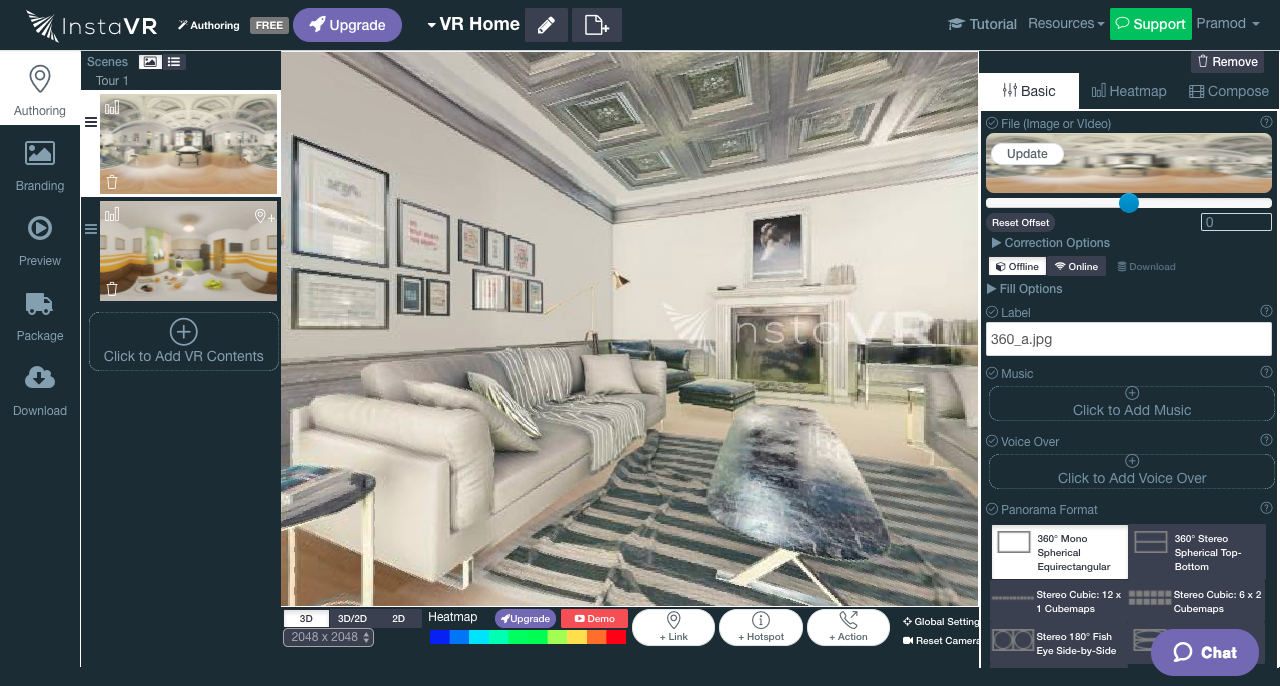 InstaVR
Authoring
FREE
Upgrade
VR Home
Tutorial
Resources
Support
Pramod
Authoring
Branding
Preview
Package
Download
Scenes
Tour 1
Click to Add VR Contents
InstaVR
3D
3D/2D
2D
2048 x 2048
Heatmap
Upgrade
Demo
+ Link
+ Hotspot
+ Action
Global Setting
Reset Camera
Remove
Basic
Heatmap
Compose
File (Image or VIdeo)
Update
Reset Offset
0
Correction Options
Offline
Online
Download
Fill Options
Label
360_a.jpg
Music
Click to Add Music
Voice Over
Click to Add Voice Over
Panorama Format
360° Mono
Spherical
Equirectangular
360° Stereo
Spherical Top-
Bottom
Stereo Cubic: 12 x
1 Cubemaps
Stereo Cubic: 6 x 2
Cubemaps
Stereo 180° Fish
Eye Side-by-Side
Chat